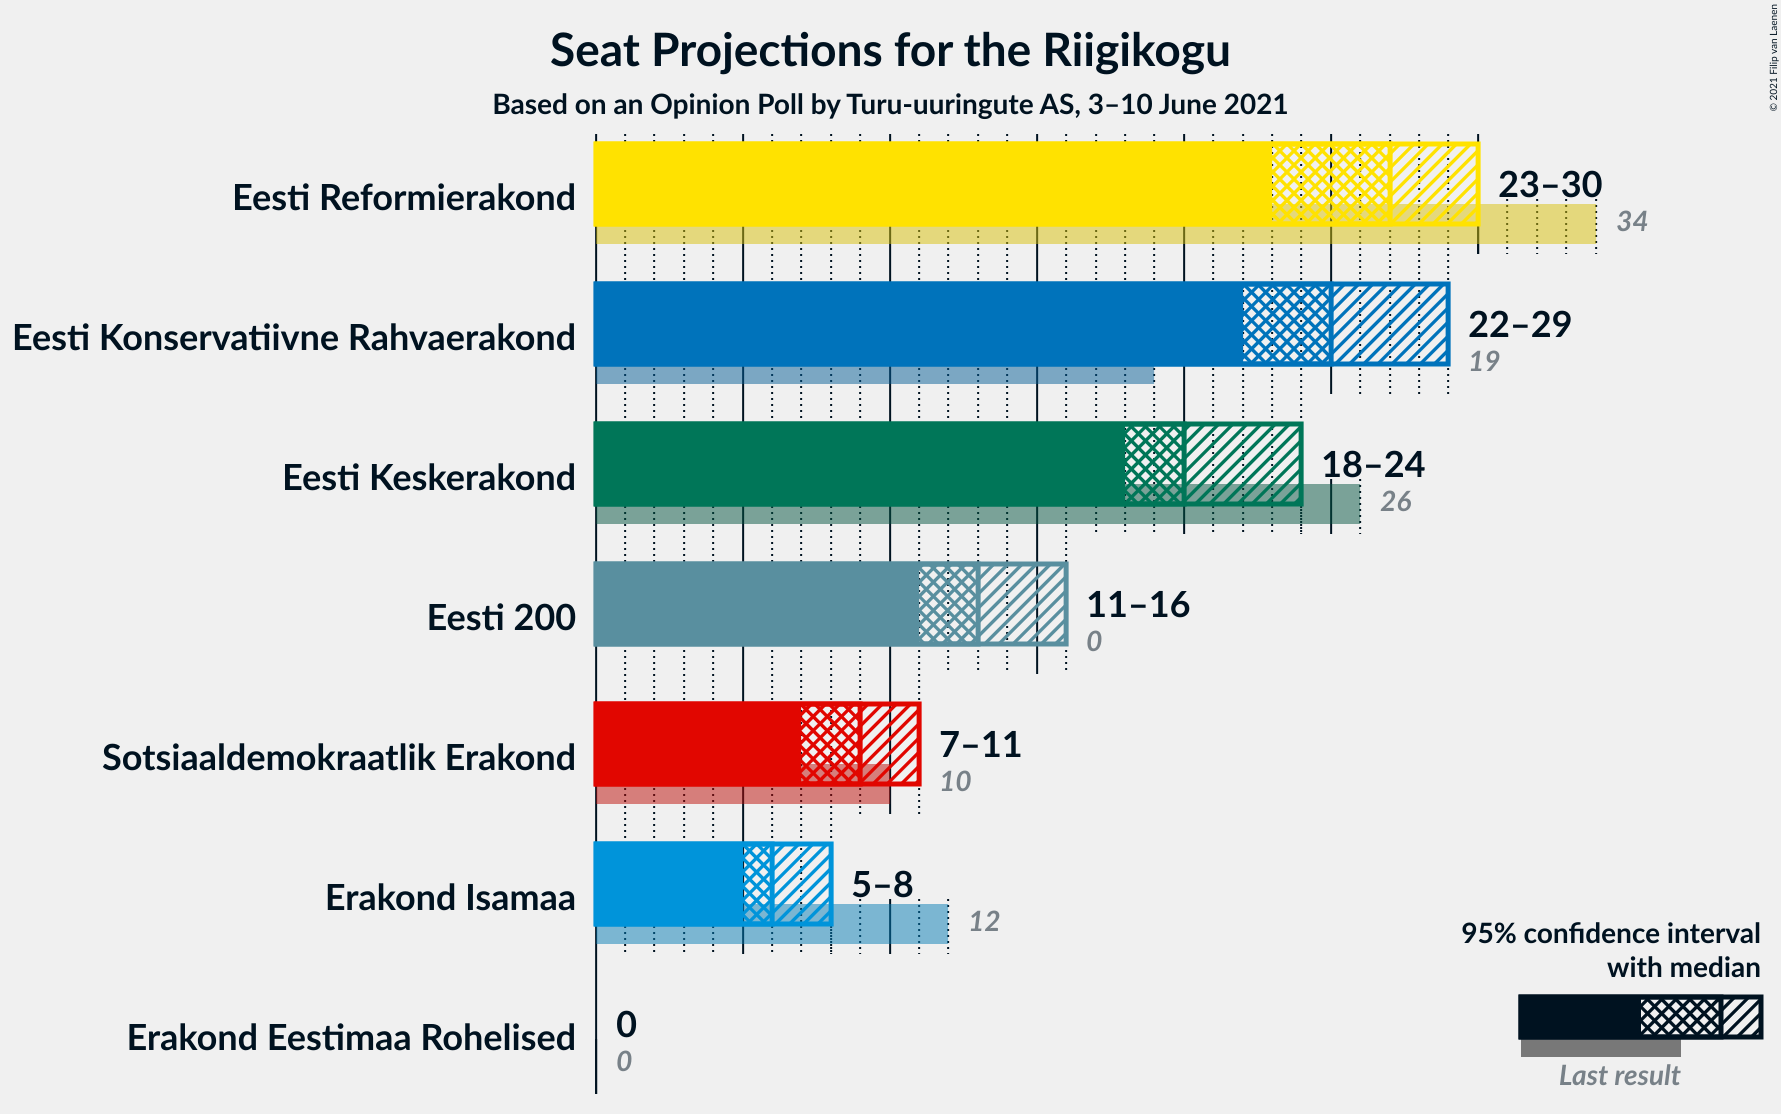 Seat Projections for the Riigikogu
Based on an Opinion Poll by Turu-uuringute AS, 3–10 June 2021
© 2021 Filip van Laenen
Eesti Reformierakond
23–30
34
Eesti Konservatiivne Rahvaerakond
22–29
19
Eesti Keskerakond
18–24
26
Eesti 200
11–16
0
Sotsiaaldemokraatlik Erakond
7–11
10
Erakond Isamaa
5–8
12
Erakond Eestimaa Rohelised
0
0
95% confidence interval
with median
Last result